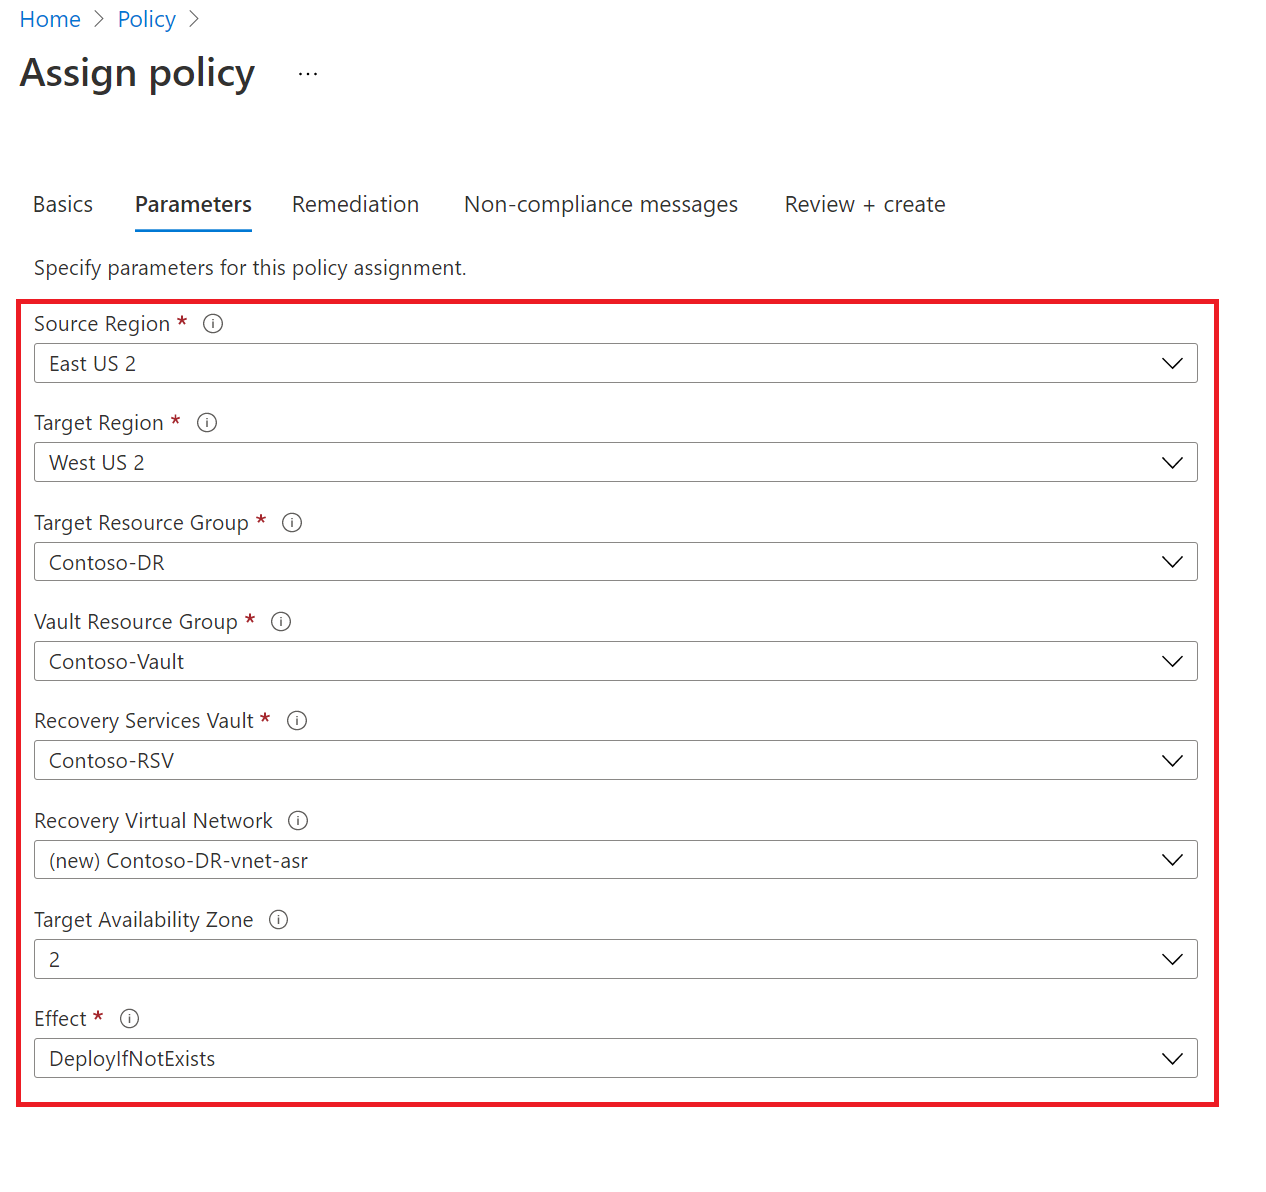 Home > Policy >
Assign policy ...
Basics Parameters Remediation Non-compliance messages Review + create
Specify parameters for this policy assignment.
Source Region *
East US 2
Target Region *
West US 2
Target Resource Group *
Contoso-DR
Vault Resource Group *
Contoso-Vault
Recovery Services Vault *
Contoso-RSV
Recovery Virtual Network
(new) Contoso-DR-vnet-asr
Target Availability Zone
2
Effect *
DeployIfNotExists